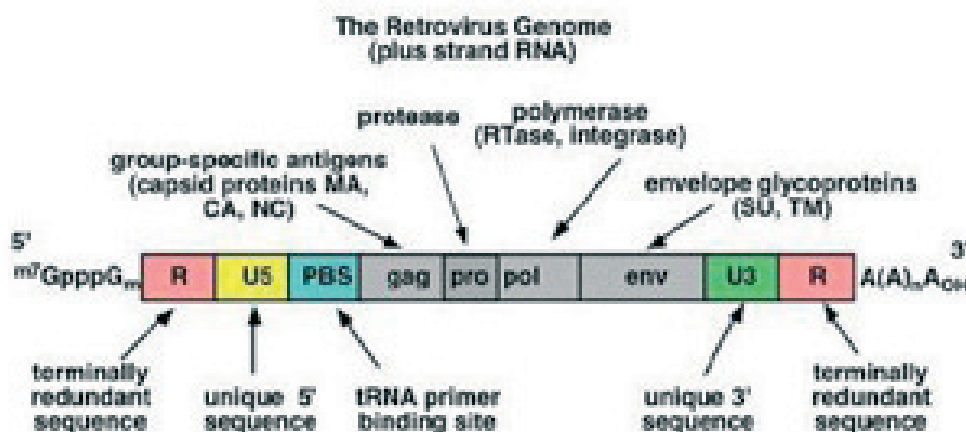 The Retrovirus Genome
(plus strand RNA)
protease
polymerase
(RTase, integrase)
group-specific antigens
(capsid proteins MA,
CA, NC)
envelope glycoproteins
(SU, TM)
5'
3'
m7GpppGm R U5 PBS gag pro pol env U3 R A(A)nAOH
terminally
redundant
sequence
unique 5'
sequence
tRNA primer
binding site
unique 3'
sequence
terminally
redundant
sequence